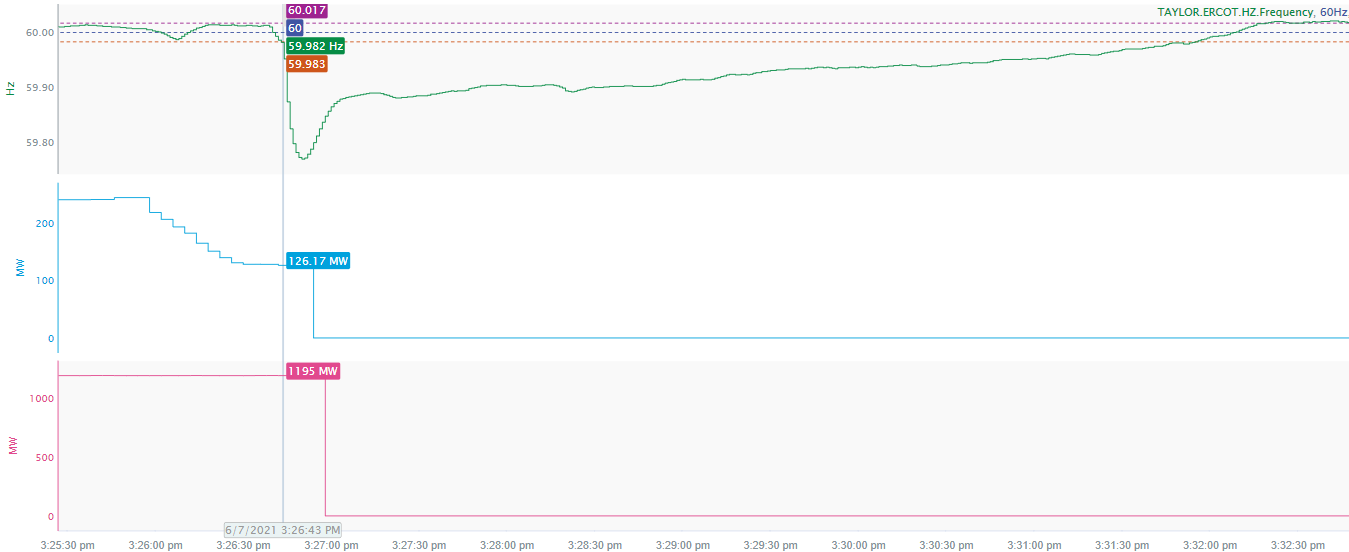 60.017
TAYLOR.ERCOT.HZ.Frequency, 60Hz
60.00
60
59.982 Hz
59.983
Hz
59.90
59.80
200
126.17 MW
MW
100
0
1195 MW
1000
MW
500
0
6/7/2021 3:26:43 PM
3:25:30 pm 3:26:00 pm 3:26:30 pm 3:27:00 pm 3:27:30 pm 3:28:00 pm 3:28:30 pm 3:29:00 pm 3:29:30 pm 3:30:00 pm 3:30:30 pm 3:31:00 pm 3:31:30 pm 3:32:00 pm 3:32:30 pm